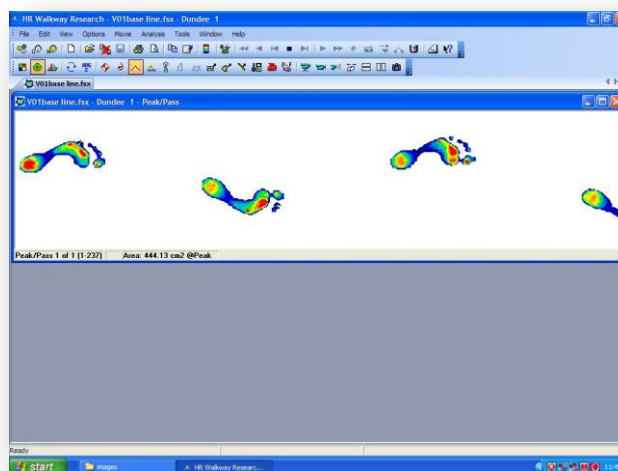 HR Walkway Research - V01base line.fsx - Dundee 1
File Edit View Options Movie Analysis Tools Window Help
V01base line.fsx
V01base line.fsx - Dundee 1 - Peak/Pass
Peak/Pass 1 of 1 (1-237) Area: 444.13 cm2 @Peak
Ready
start images HR Walkway Researc...